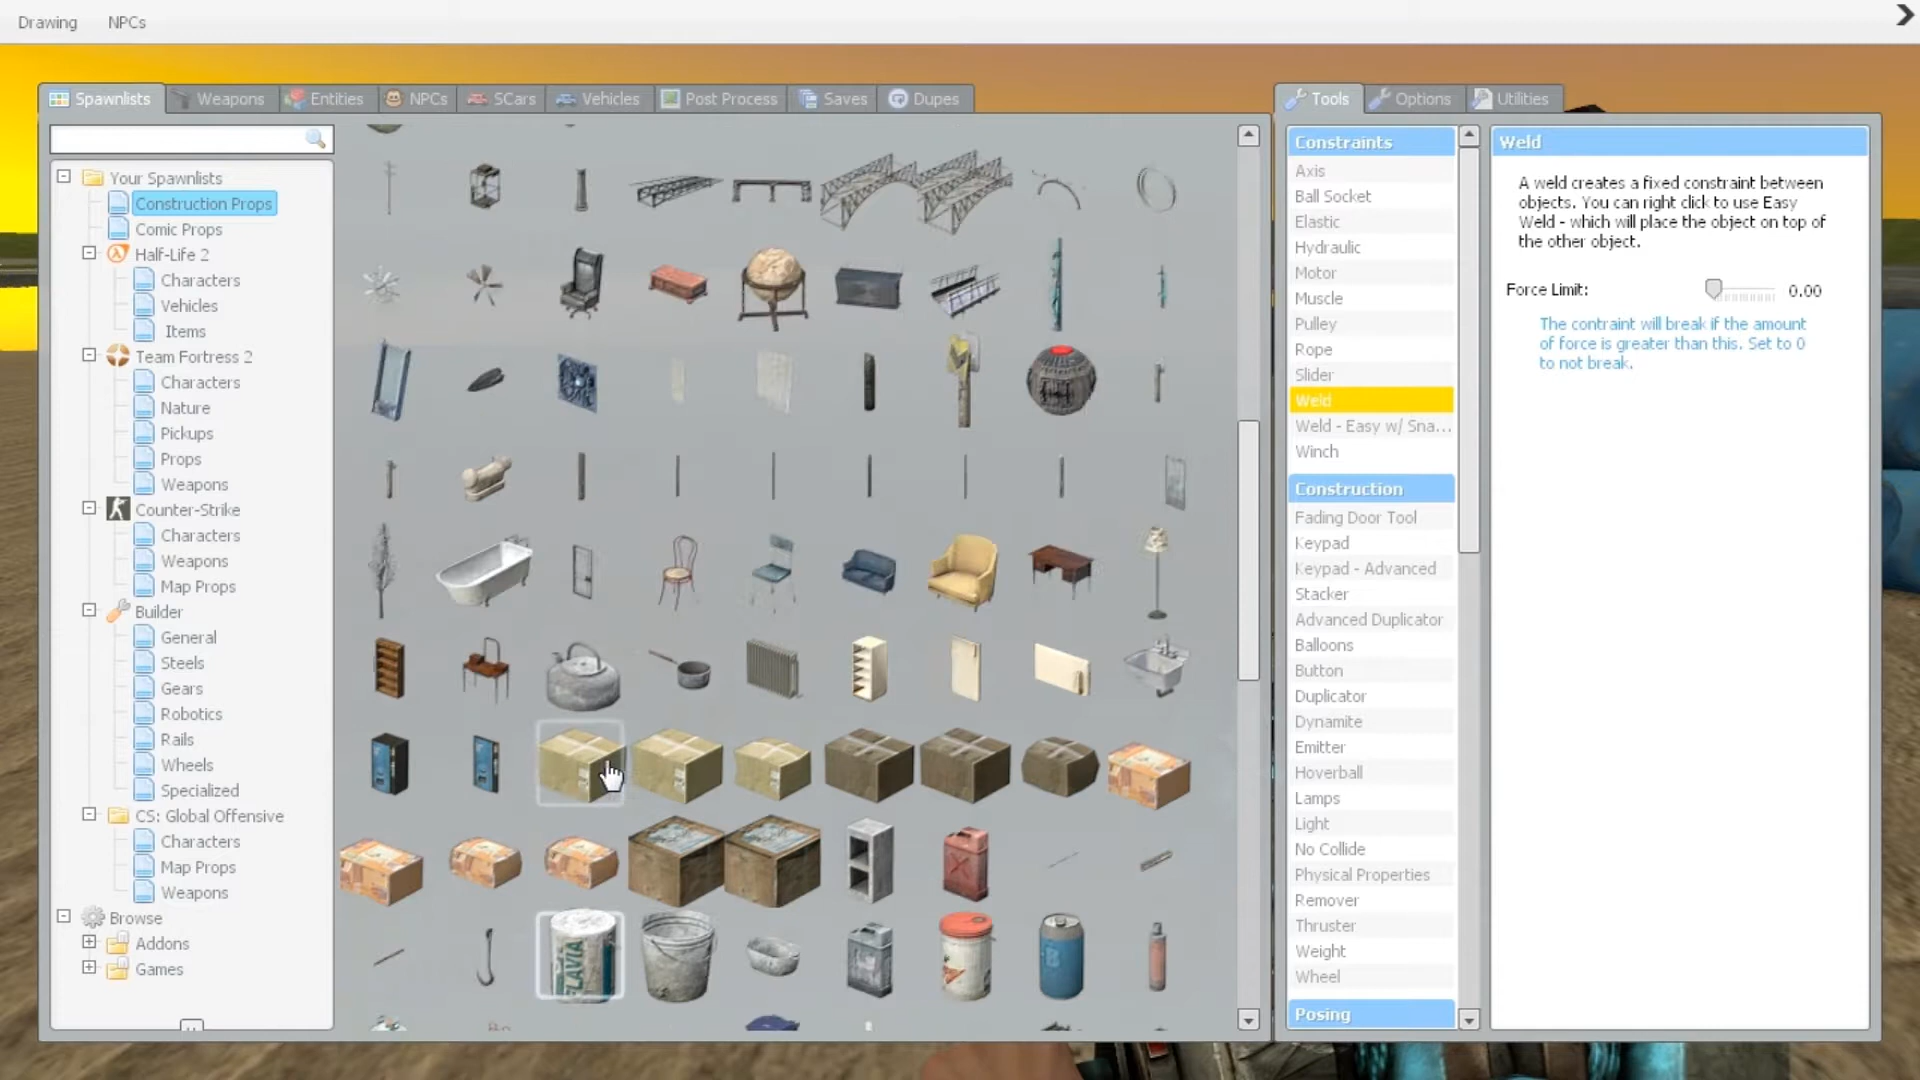 Drawing NPCs
Spawnlists Weapons Entities NPCs SCars Vehicles Post Process Saves Dupes
Your Spawnlists
Construction Props
Comic Props
Half-Life 2
Characters
Vehicles
Items
Team Fortress 2
Characters
Nature
Pickups
Props
Weapons
Counter-Strike
Characters
Weapons
Map Props
Builder
General
Steels
Gears
Robotics
Rails
Wheels
Specialized
CS: Global Offensive
Characters
Map Props
Weapons
Browse
Addons
Games
FLAVIA
B
Tools Options Utilities
Constraints
Axis
Ball Socket
Elastic
Hydraulic
Motor
Muscle
Pulley
Rope
Slider
Weld
Weld - Easy w/ Sna...
Winch
Construction
Fading Door Tool
Keypad
Keypad - Advanced
Stacker
Advanced Duplicator
Balloons
Button
Duplicator
Dynamite
Emitter
Hoverball
Lamps
Light
No Collide
Physical Properties
Remover
Thruster
Weight
Wheel
Posing
Weld
A weld creates a fixed constraint between
objects. You can right click to use Easy
Weld - which will place the object on top of
the other object.
Force Limit: 0.00
The contraint will break if the amount
of force is greater than this. Set to 0
to not break.